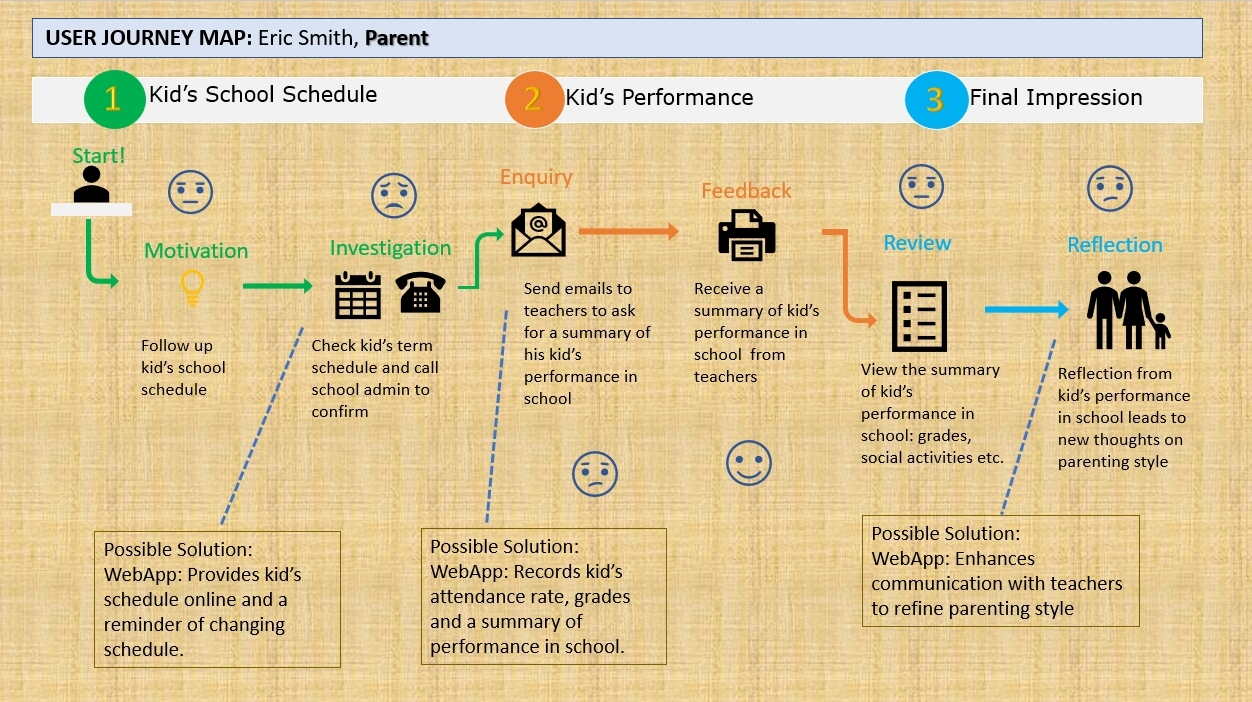 USER JOURNEY MAP: Eric Smith, Parent
1 Kid's School Schedule
2 Kid's Performance
3 Final Impression
Start!
Motivation
Follow up
kid's school
schedule
Investigation
Check kid's term
schedule and call
school admin to
confirm
Enquiry
@
Send emails to
teachers to ask
for a summary of
his kid's
performance in
school
Feedback
Receive a
summary of kid's
performance in
school from
teachers
Review
View the summary
of kid's
performance in
school: grades,
social activities etc.
Reflection
Reflection from
kid's performance
in school leads to
new thoughts on
parenting style
Possible Solution:
WebApp: Provides kid's
schedule online and a
reminder of changing
schedule.
Possible Solution:
WebApp: Records kid's
attendance rate, grades
and a summary of
performance in school.
Possible Solution:
WebApp: Enhances
communication with teachers
to refine parenting style